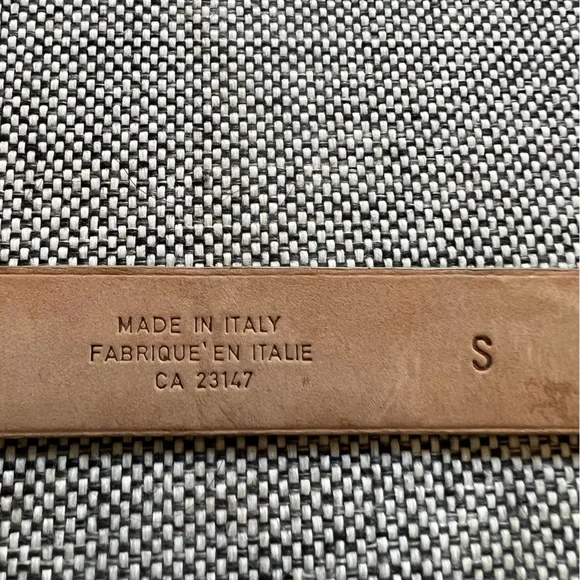 MADE IN ITALY
FABRIQUE' EN ITALIE
CA 23147
S